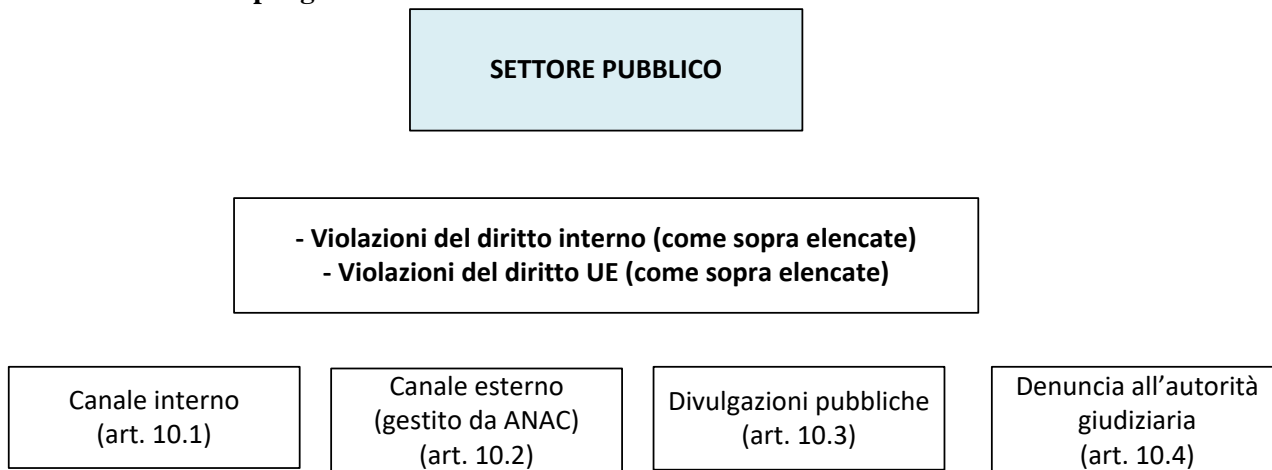 SETTORE PUBBLICO
- Violazioni del diritto interno (come sopra elencate)
- Violazioni del diritto UE (come sopra elencate)
Canale interno
(art. 10.1)
Canale esterno
(gestito da ANAC)
(art. 10.2)
Divulgazioni pubbliche
(art. 10.3)
Denuncia all’autorità
giudiziaria
(art. 10.4)